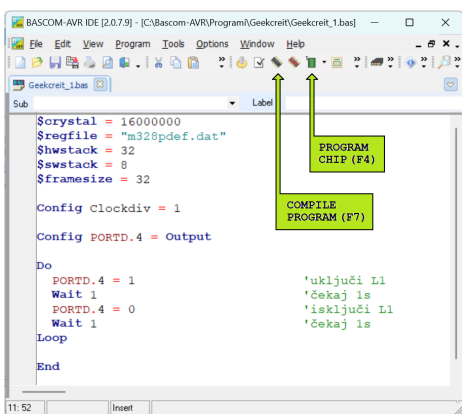 BASCOM-AVR IDE [2.0.7.9] - [C:\Bascom-AVR\Programi\Geekcreit\Geekcreit_1.bas]
File Edit View Program Tools Options Window Help
Geekcreit_1.bas
Sub Label
$crystal = 16000000
$regfile = "m328pdef.dat"
$hwstack = 32
$swstack = 8
$framesize = 32
PROGRAM
CHIP (F4)
COMPILE
PROGRAM (F7)
Config Clockdiv = 1
Config PORTD.4 = Output
Do
PORTD.4 = 1 'uključi L1
Wait 1 'čekaj 1s
PORTD.4 = 0 'isključi L1
Wait 1 'čekaj 1s
Loop
End
11: 52 Insert